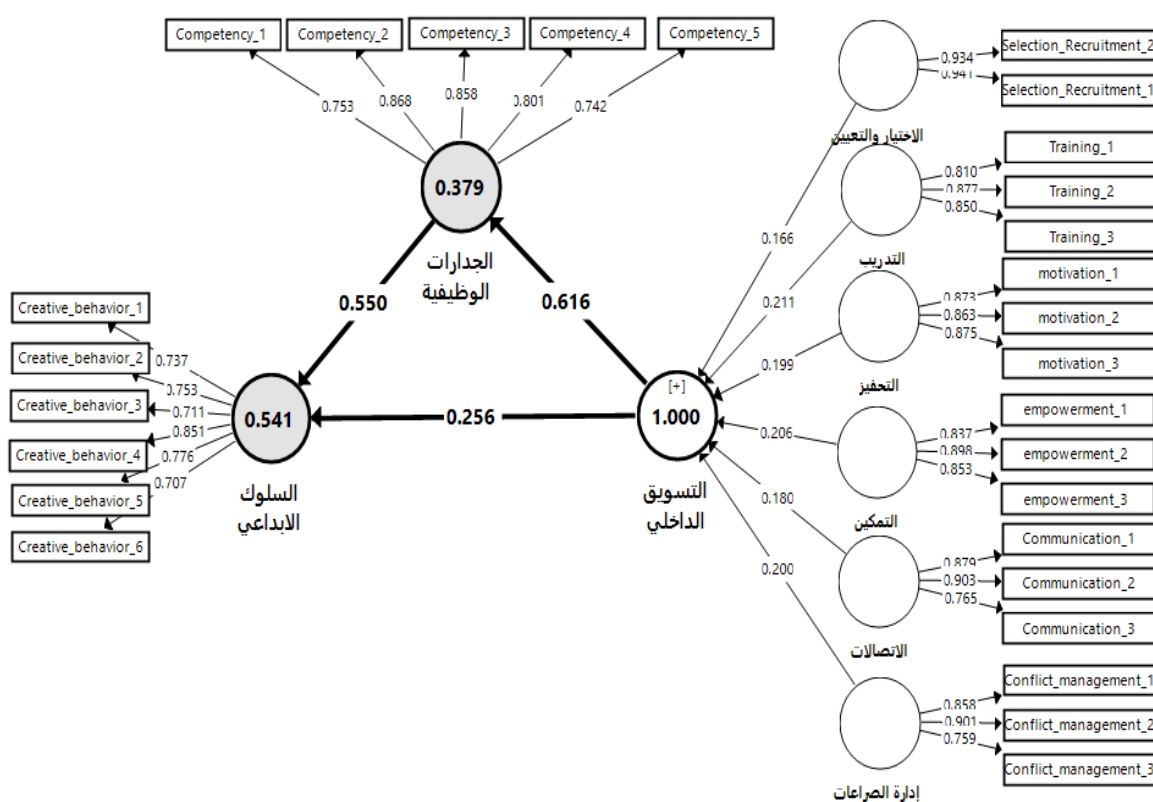 Competency_1
Competency_2
Competency_3
Competency_4
Competency_5
0.753
0.868
0.858
0.801
0.742
0.379
الجدارات
الوظيفية
0.550
0.616
Creative_behavior_1
Creative_behavior_2
Creative_behavior_3
Creative_behavior_4
Creative_behavior_5
Creative_behavior_6
0.737
0.753
0.711
0.851
0.776
0.707
0.541
السلوك
الابداعي
0.256
[+]
1.000
التسويق
الداخلي
0.166
0.211
0.199
0.206
0.180
0.200
Selection_Recruitment_2
Selection_Recruitment_1
0.934
0.941
الاختيار والتعيين
Training_1
Training_2
Training_3
0.810
0.877
0.850
التدريب
motivation_1
motivation_2
motivation_3
0.873
0.863
0.875
التحفيز
empowerment_1
empowerment_2
empowerment_3
0.837
0.898
0.853
التمكين
Communication_1
Communication_2
Communication_3
0.879
0.903
0.765
الاتصالات
Conflict_management_1
Conflict_management_2
Conflict_management_3
0.858
0.901
0.759
إدارة الصراعات